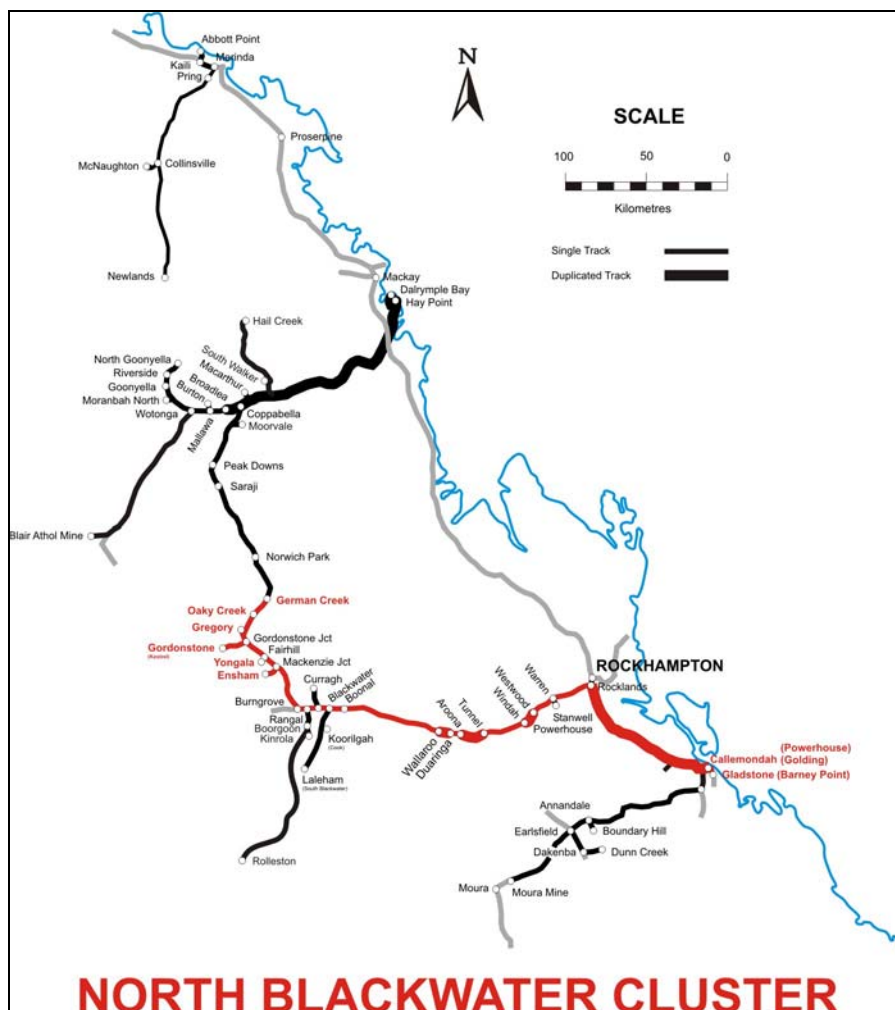 Abbott Point
Kaili
Merinda
Pring
N
SCALE
100
50
0
Kilometres
Proserpine
McNaughton
Collinsville
Single Track
Duplicated Track
Newlands
Mackay
Dalrymple Bay
Hay Point
Hail Creek
North Goonyella
Riverside
Goonyella
Moranbah North
Wotonga
South Walker
Macarthur
Broadlea
Burton
Mallawa
Coppabella
Moorvale
Peak Downs
Saraji
Blair Athol Mine
Norwich Park
German Creek
Oaky Creek
Gregory
Gordonstone Jct
Gordonstone
(Kestrel)
Fairhill
Yongala
Mackenzie Jct
Ensham
Curragh
Burngrove
Blackwater
Boonal
Rangal
Boorgoon
Kinrola
Koorilgah
(Cook)
Laleham
(South Blackwater)
Rolleston
Wallaroo
Duaringa
Aroona
Tunnel
Windah
Westwood
Warren
Stanwell
Powerhouse
ROCKHAMPTON
Rocklands
Callemondah
(Powerhouse)
(Golding)
Gladstone (Barney Point)
Annandale
Earlsfield
Boundary Hill
Dakenba
Dunn Creek
Moura
Moura Mine
NORTH BLACKWATER CLUSTER